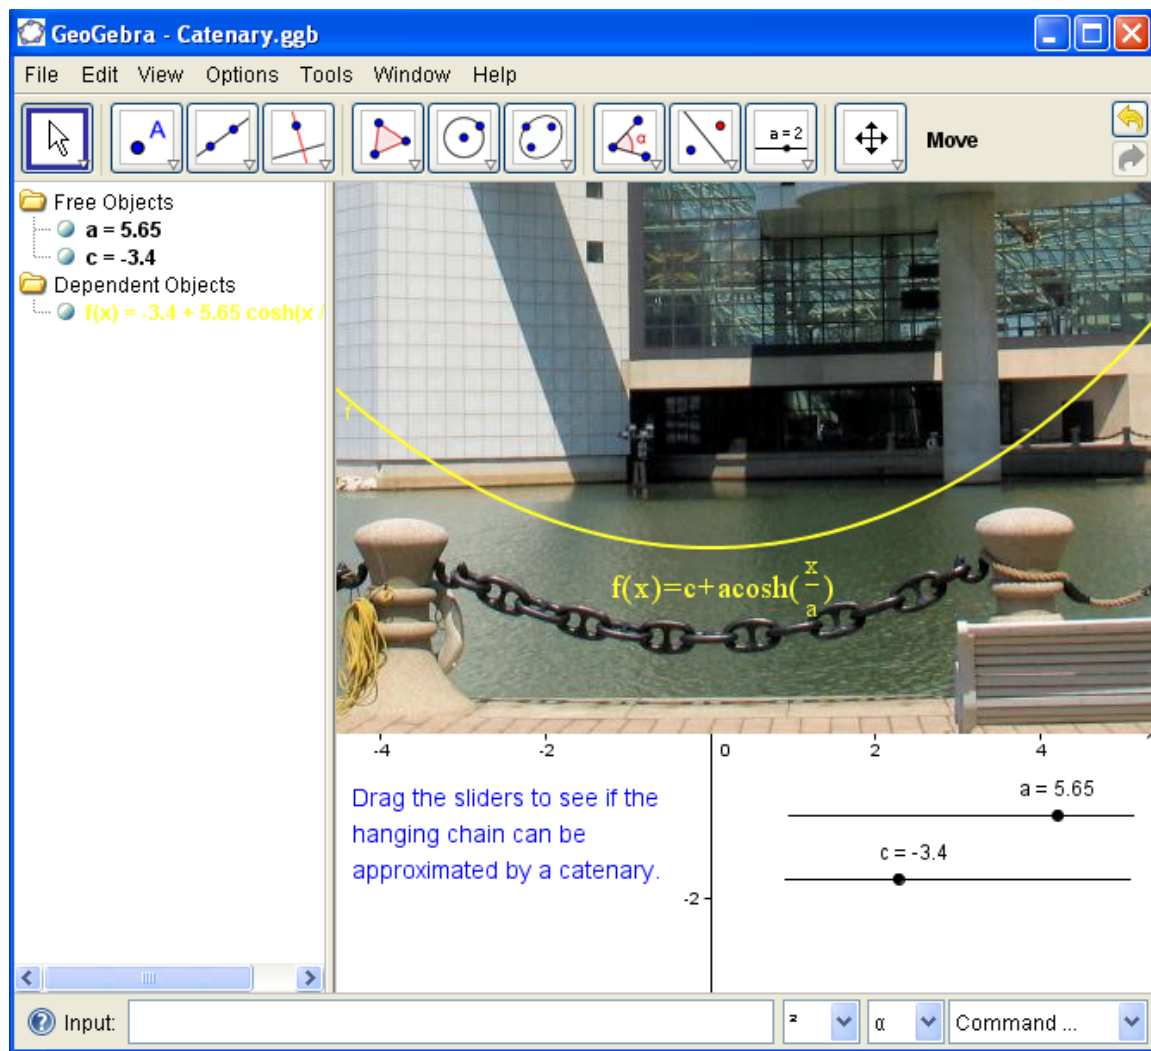 GeoGebra - Catenary.ggb
File Edit View Options Tools Window Help
A
α
a = 2
Move
Free Objects
a = 5.65
c = -3.4
Dependent Objects
f(x) = -3.4 + 5.65 cosh(x /
f
f(x)=c+acosh(x/a)
-4 -2 0 2 4
Drag the sliders to see if the
hanging chain can be
approximated by a catenary.
a = 5.65
c = -3.4
-2
Input:
²
α
Command ...